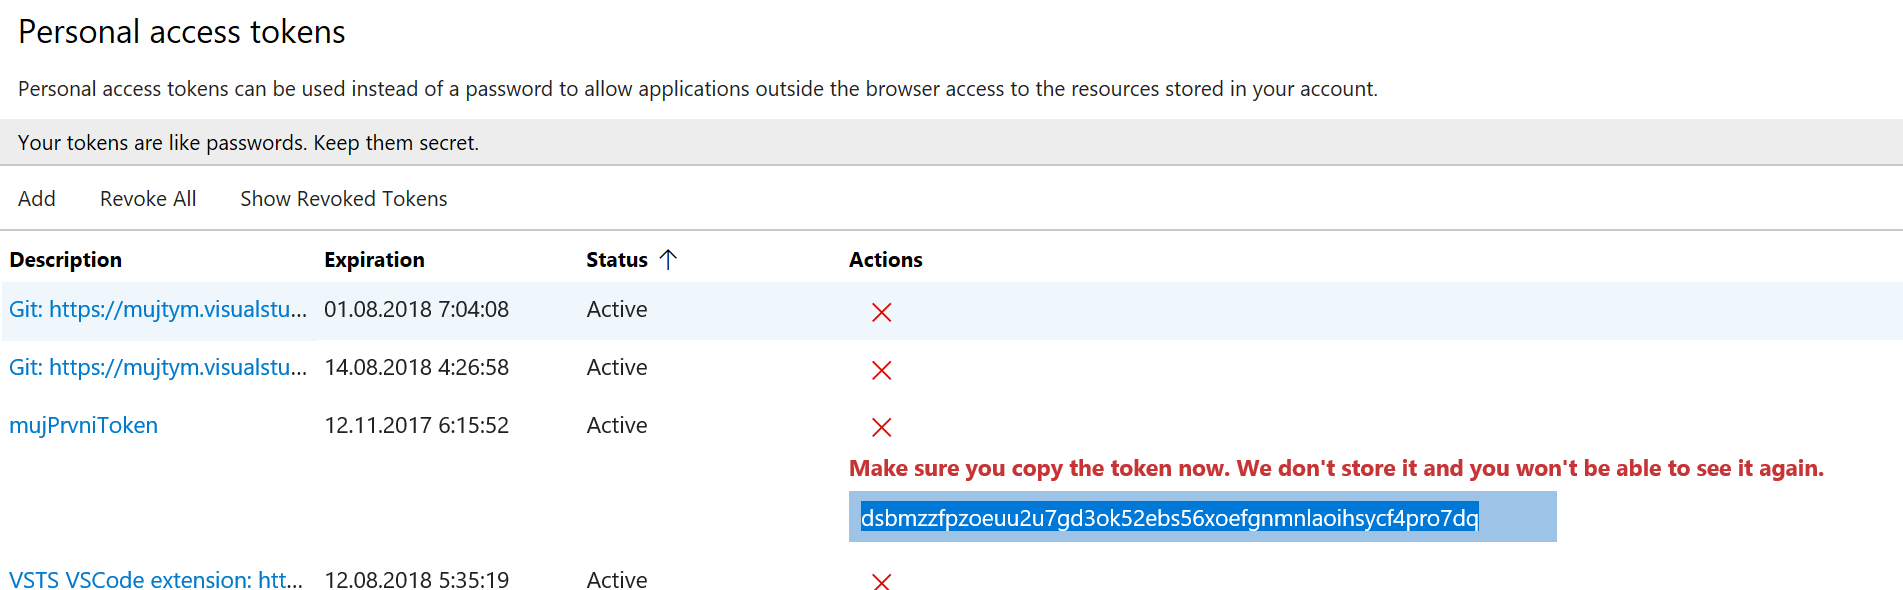 Personal access tokens
Personal access tokens can be used instead of a password to allow applications outside the browser access to the resources stored in your account.
Your tokens are like passwords. Keep them secret.
Add Revoke All Show Revoked Tokens
Description Expiration Status ↑ Actions
Git: https://mujtym.visualstu... 01.08.2018 7:04:08 Active
Git: https://mujtym.visualstu... 14.08.2018 4:26:58 Active
mujPrvniToken 12.11.2017 6:15:52 Active
Make sure you copy the token now. We don't store it and you won't be able to see it again.
dsbmzzfpzoeuu2u7gd3ok52ebs56xoefgnmnlaoihsycf4pro7dq
VSTS VSCode extension: htt... 12.08.2018 5:35:19 Active